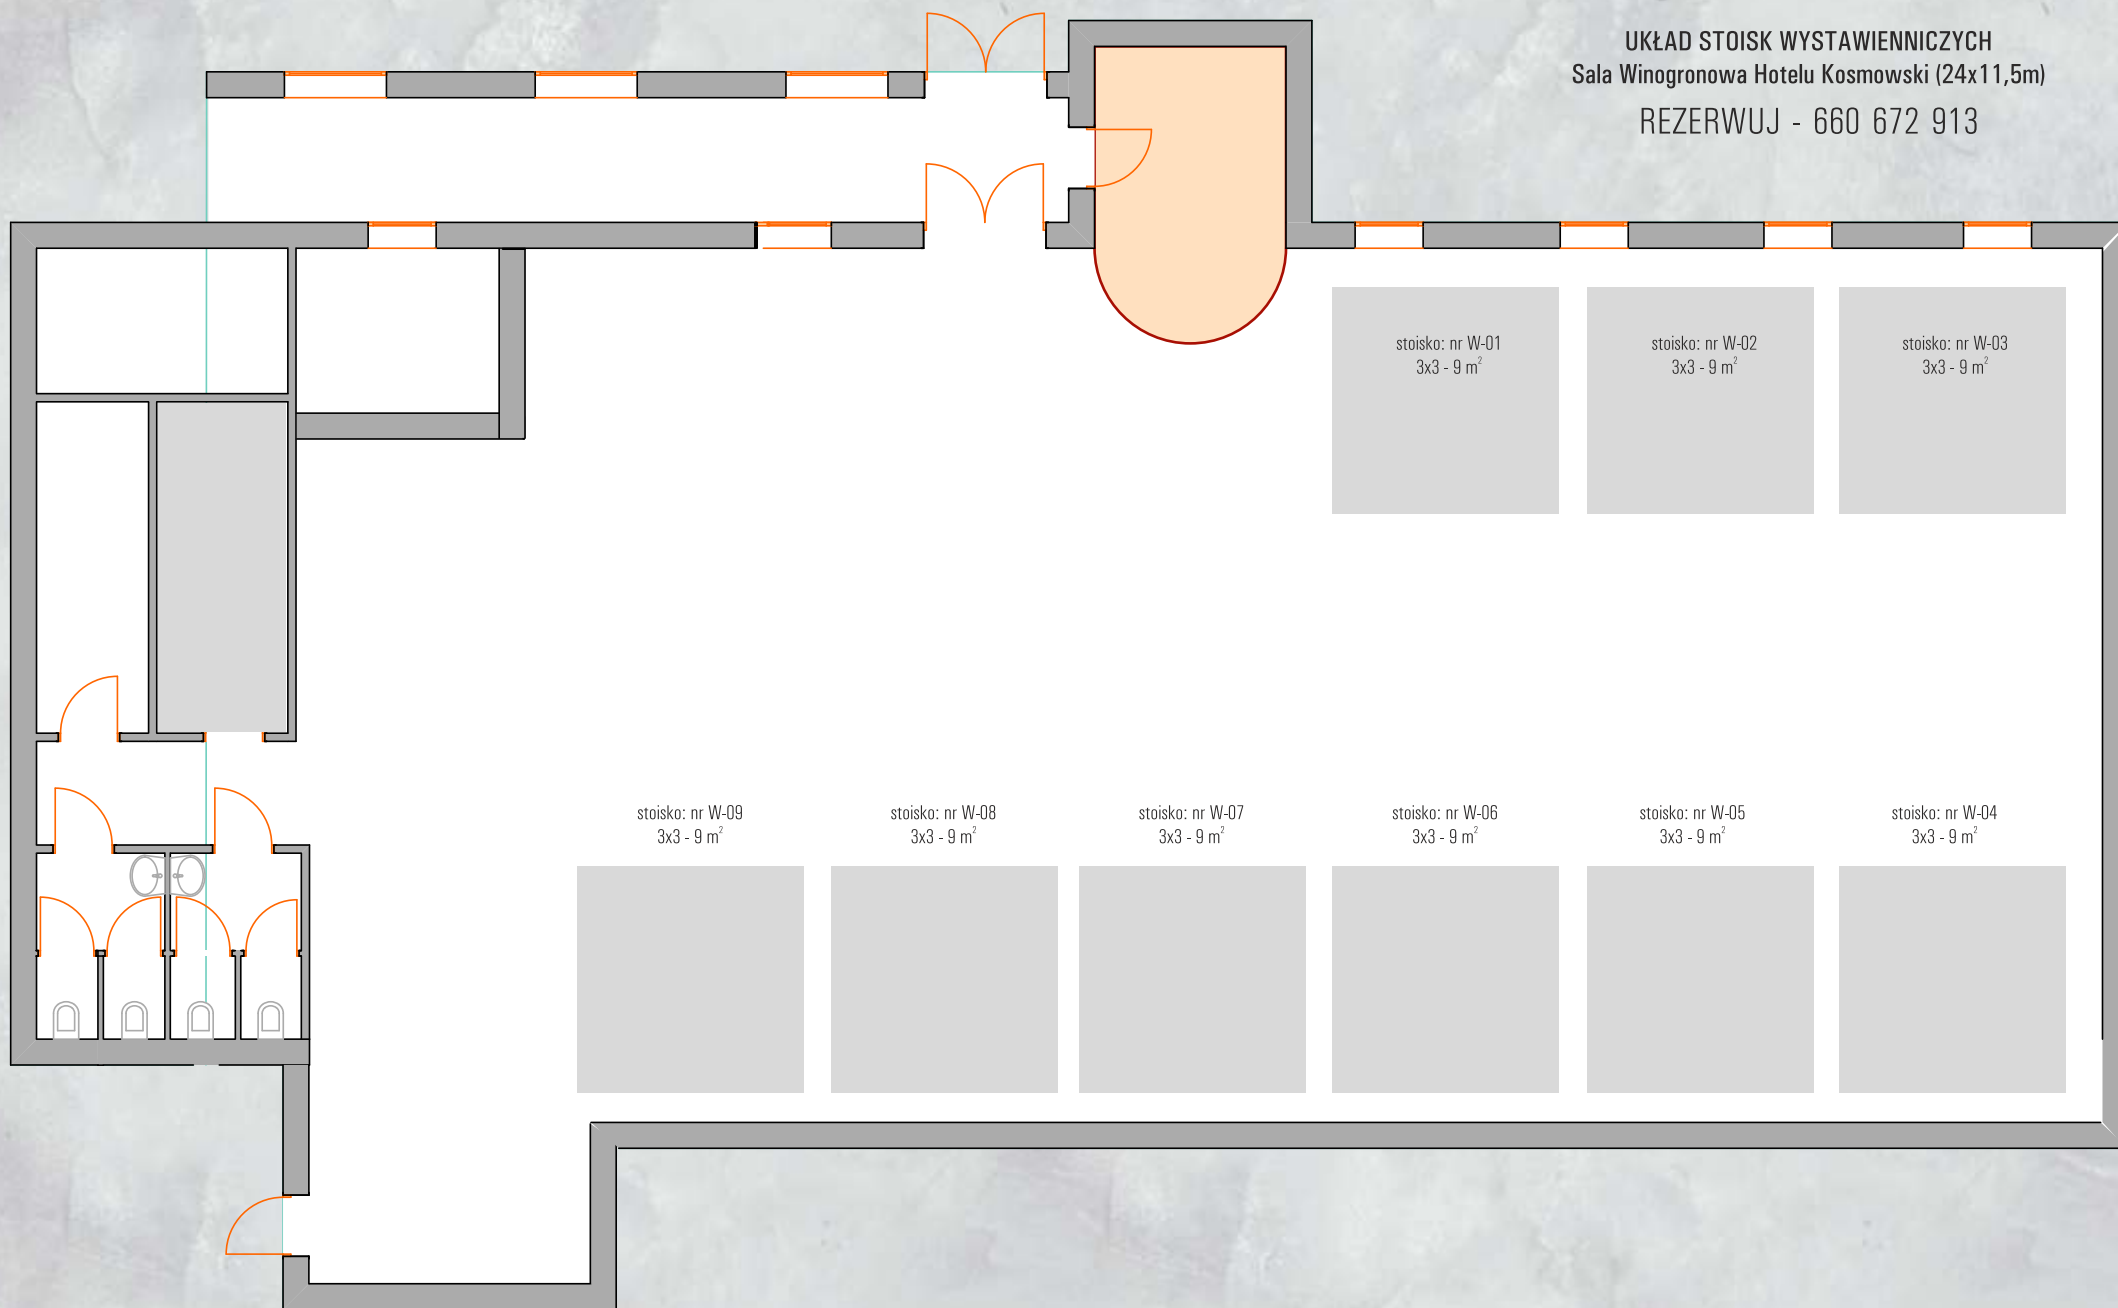 UKŁAD STOISK WYSTAWIENNICZYCH
Sala Winogronowa Hotelu Kosmowski (24x11,5m)
REZERWUJ - 660 672 913
stoisko: nr W-01
3x3 - 9 m²
stoisko: nr W-02
3x3 - 9 m²
stoisko: nr W-03
3x3 - 9 m²
stoisko: nr W-09
3x3 - 9 m²
stoisko: nr W-08
3x3 - 9 m²
stoisko: nr W-07
3x3 - 9 m²
stoisko: nr W-06
3x3 - 9 m²
stoisko: nr W-05
3x3 - 9 m²
stoisko: nr W-04
3x3 - 9 m²